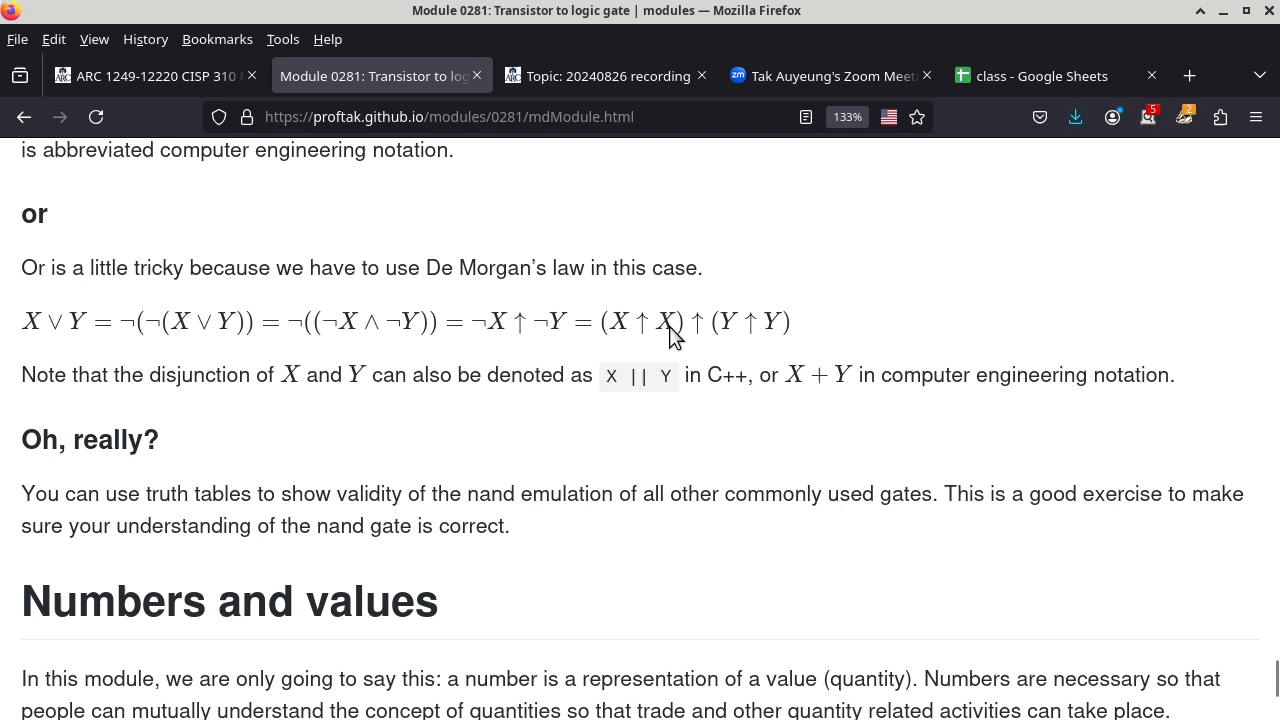 Module 0281: Transistor to logic gate | modules — Mozilla Firefox
File Edit View History Bookmarks Tools Help
ARC 1249-12220 CISP 310 Module 0281: Transistor to log Topic: 20240826 recording Tak Auyeung's Zoom Meet class - Google Sheets
https://proftak.github.io/modules/0281/mdModule.html 133% 5 2
is abbreviated computer engineering notation.
or
Or is a little tricky because we have to use De Morgan’s law in this case.
X ∨ Y = ¬(¬(X ∨ Y)) = ¬((¬X ∧ ¬Y)) = ¬X ↑ ¬Y = (X ↑ X) ↑ (Y ↑ Y)
Note that the disjunction of X and Y can also be denoted as X || Y in C++, or X + Y in computer engineering notation.
Oh, really?
You can use truth tables to show validity of the nand emulation of all other commonly used gates. This is a good exercise to make
sure your understanding of the nand gate is correct.
Numbers and values
In this module, we are only going to say this: a number is a representation of a value (quantity). Numbers are necessary so that
people can mutually understand the concept of quantities so that trade and other quantity related activities can take place.